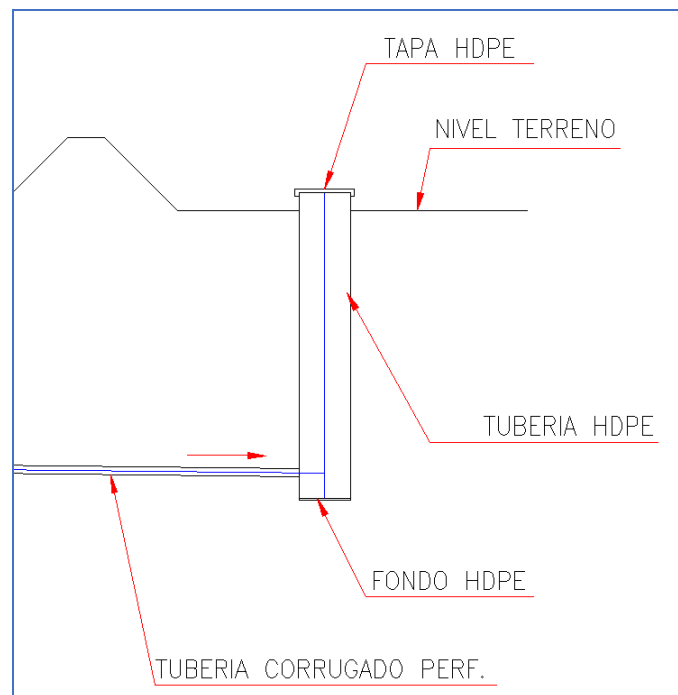 TAPA HDPE
NIVEL TERRENO
TUBERIA HDPE
FONDO HDPE
TUBERIA CORRUGADO PERF.